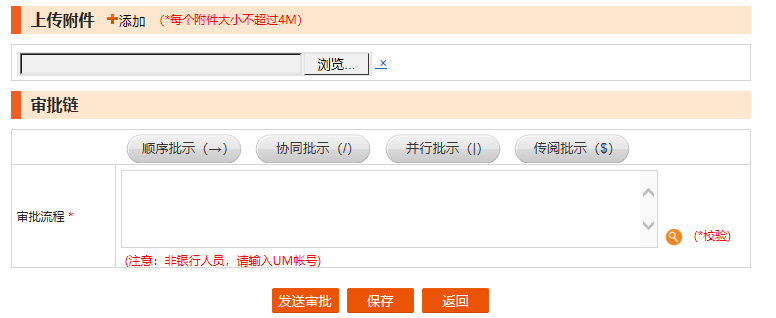 上传附件 添加 （*每个附件大小不超过4M）
浏览... ×
审批链
顺序批示（→） 协同批示（/） 并行批示（|） 传阅批示（$）
审批流程 *
（*校验)
（注意：非银行人员，请输入UM帐号)
发送审批 保存 返回